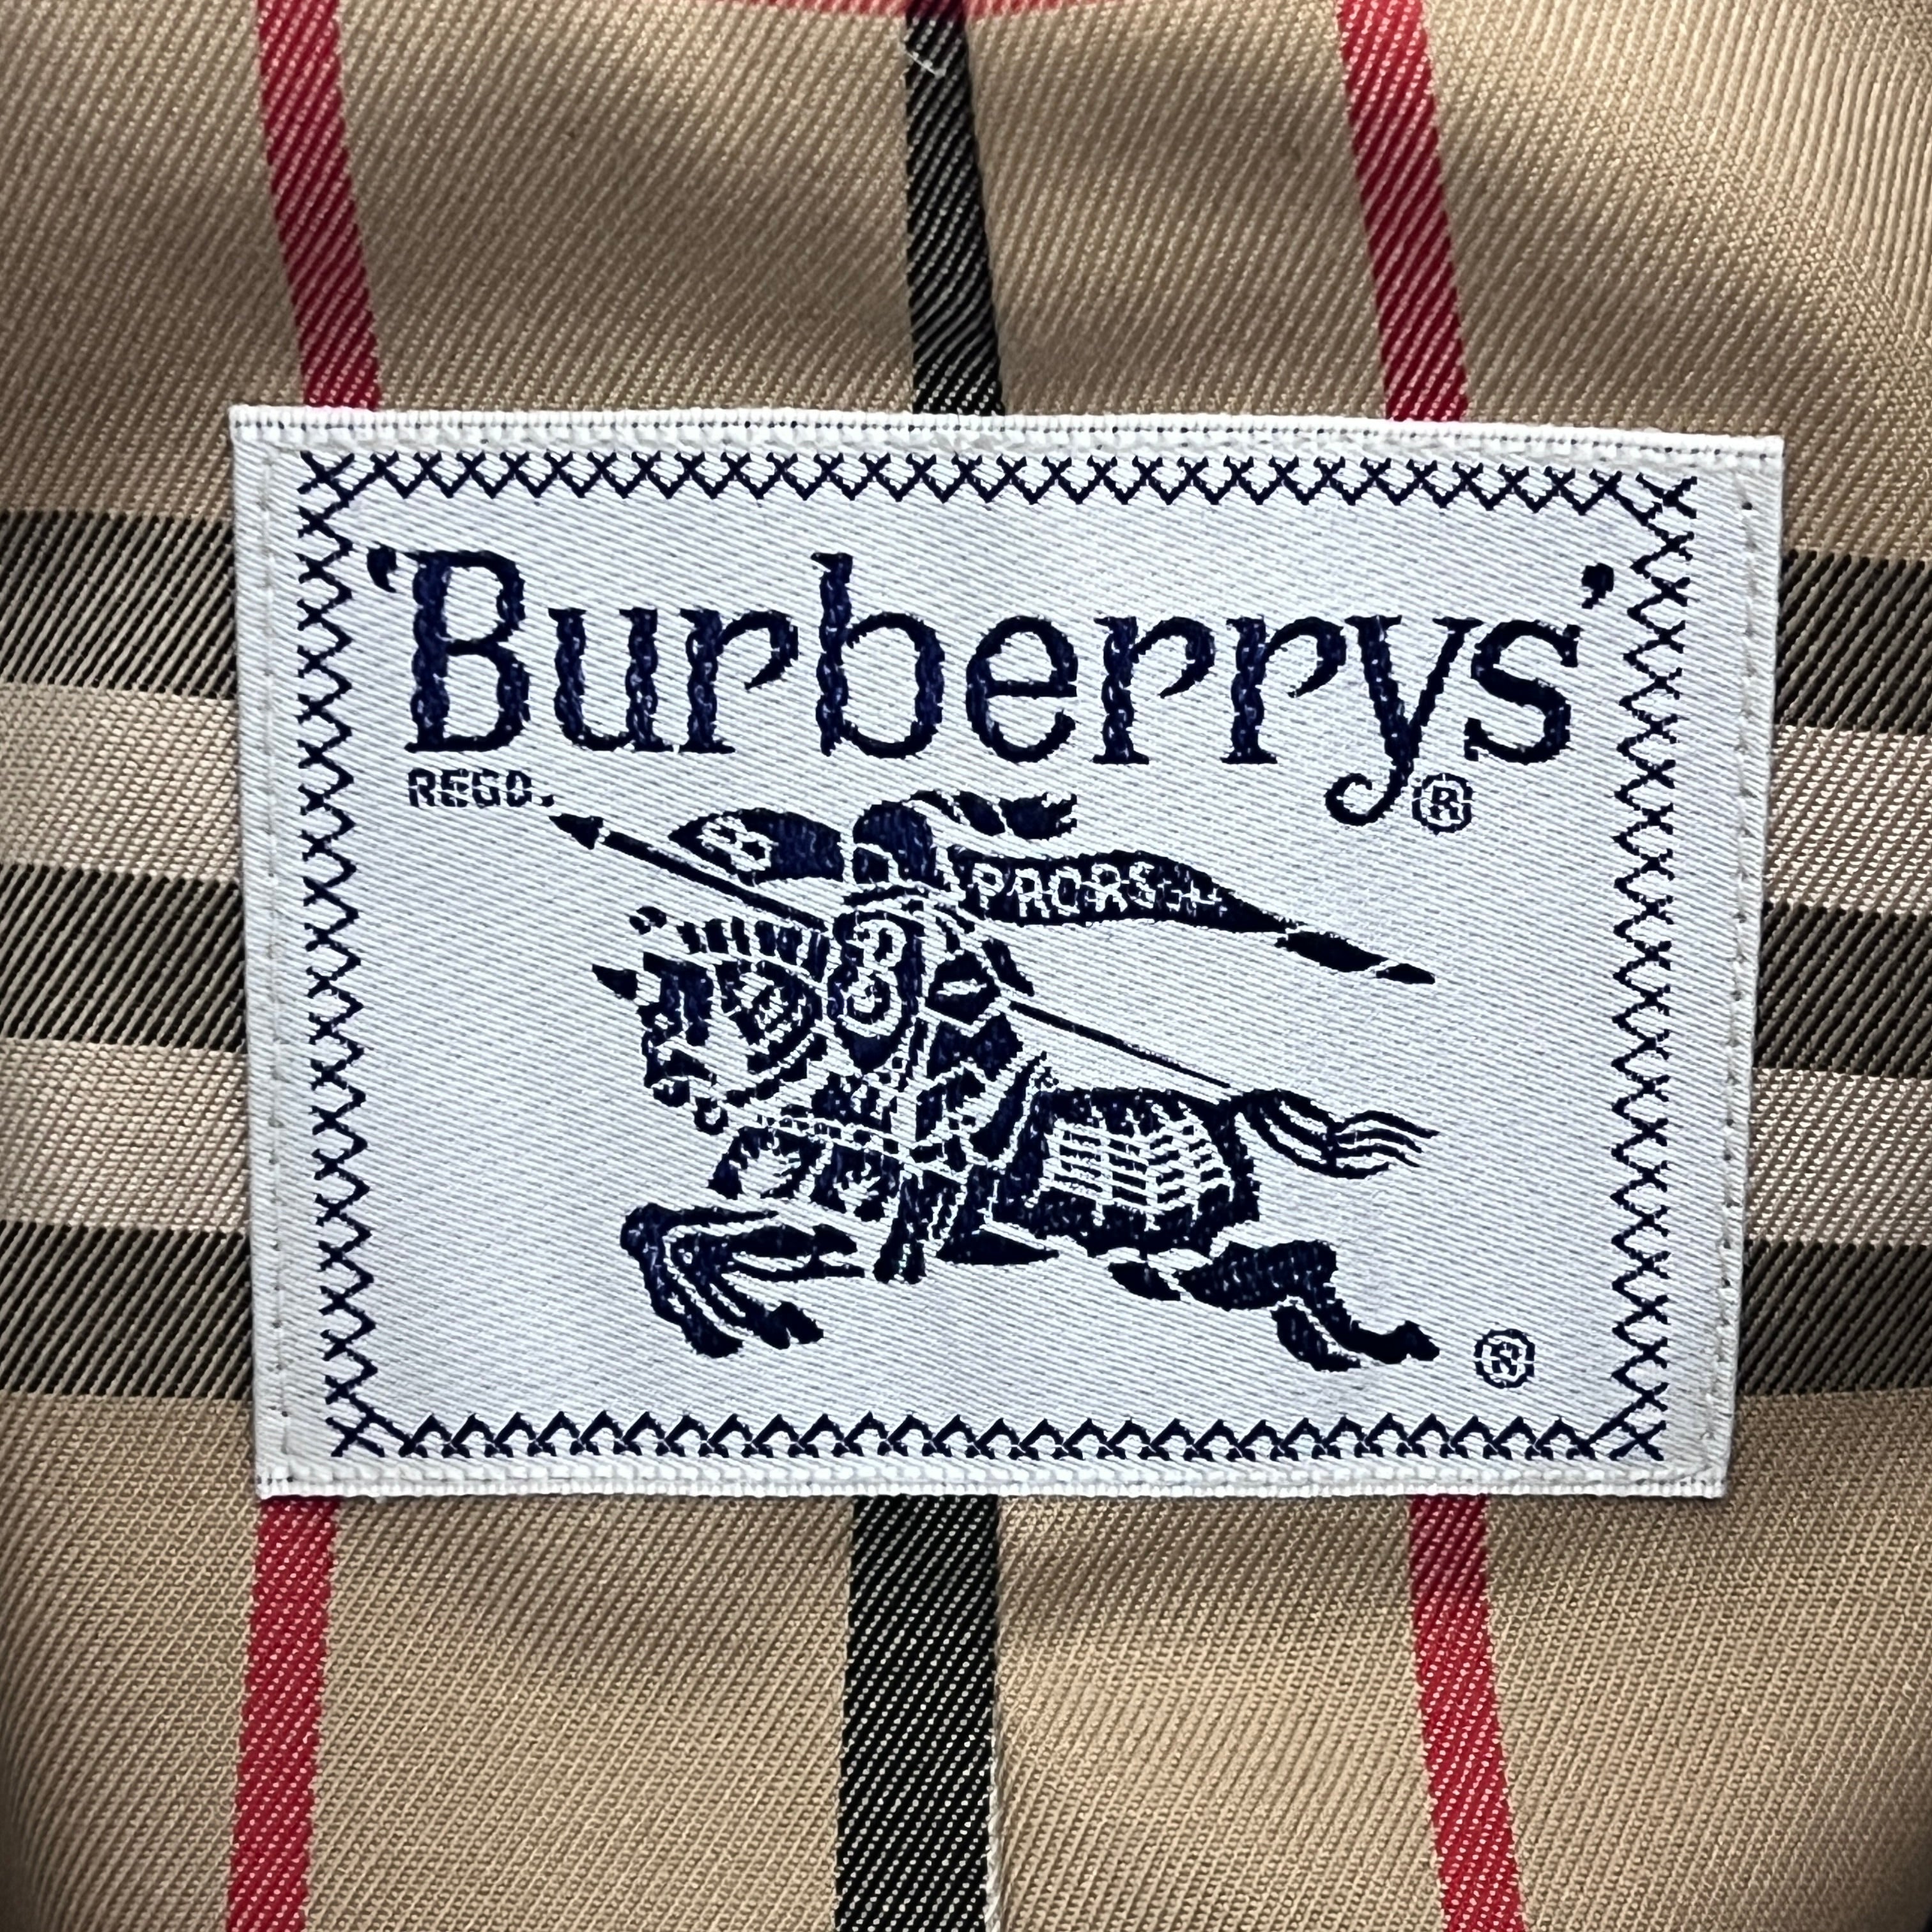 'Burberrys'
REGD. ®
PRORSUM
®